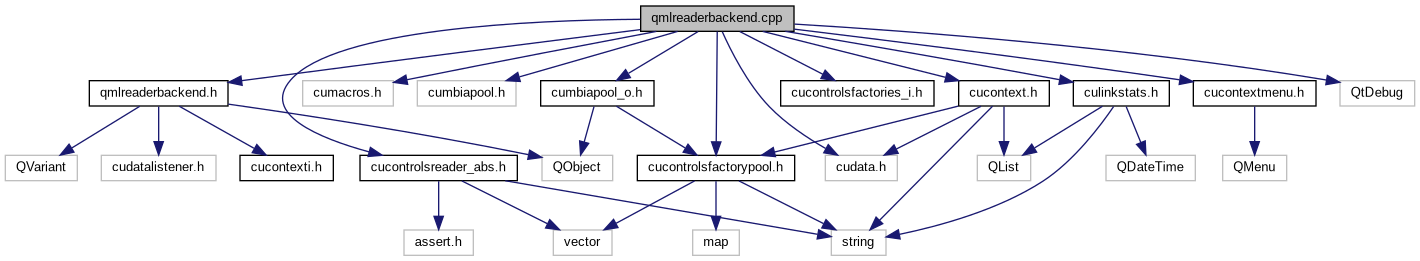 qmlreaderbackend.cpp
qmlreaderbackend.h
cumacros.h
cumbiapool.h
cumbiapool_o.h
cucontrolsfactories_i.h
cucontext.h
culinkstats.h
cucontextmenu.h
QtDebug
QVariant
cudatalistener.h
cucontexti.h
cucontrolsreader_abs.h
QObject
cucontrolsfactorypool.h
cudata.h
QList
QDateTime
QMenu
assert.h
vector
map
string